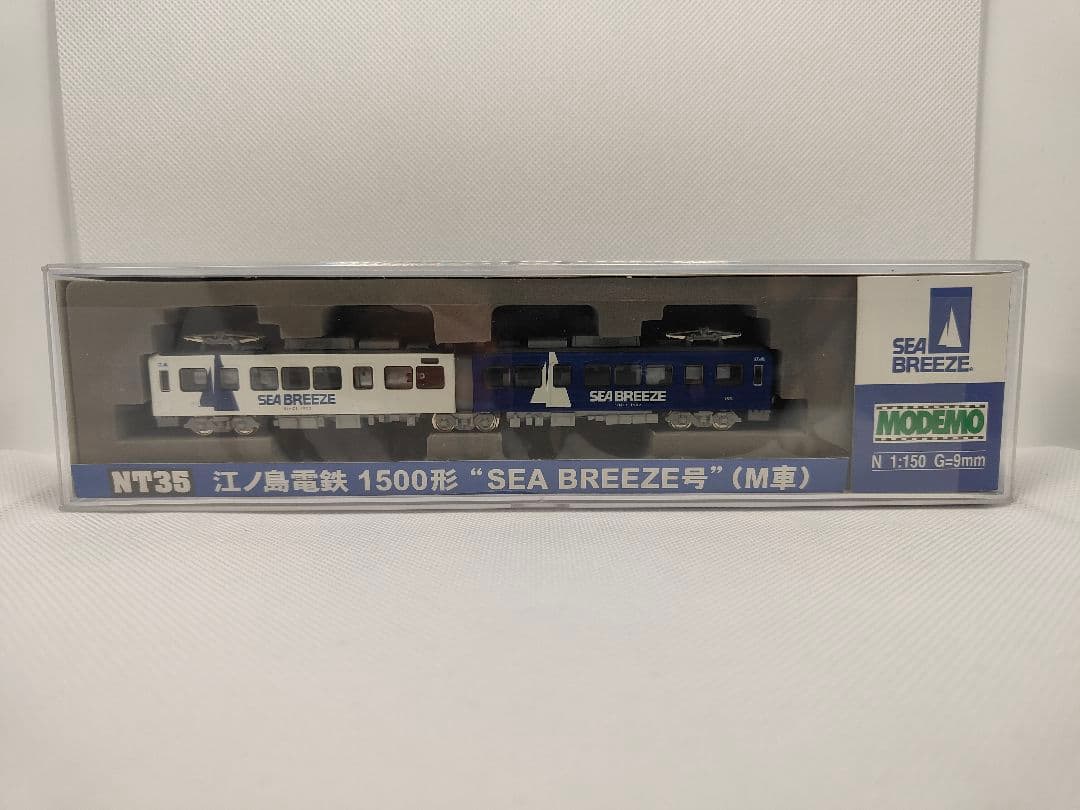 SEA BREEZE
SEA BREEZE
SEA
BREEZE
MODEMO
N 1:150 G=9mm
NT35 江ノ島電鉄 1500形 “SEA BREEZE号”（M車）